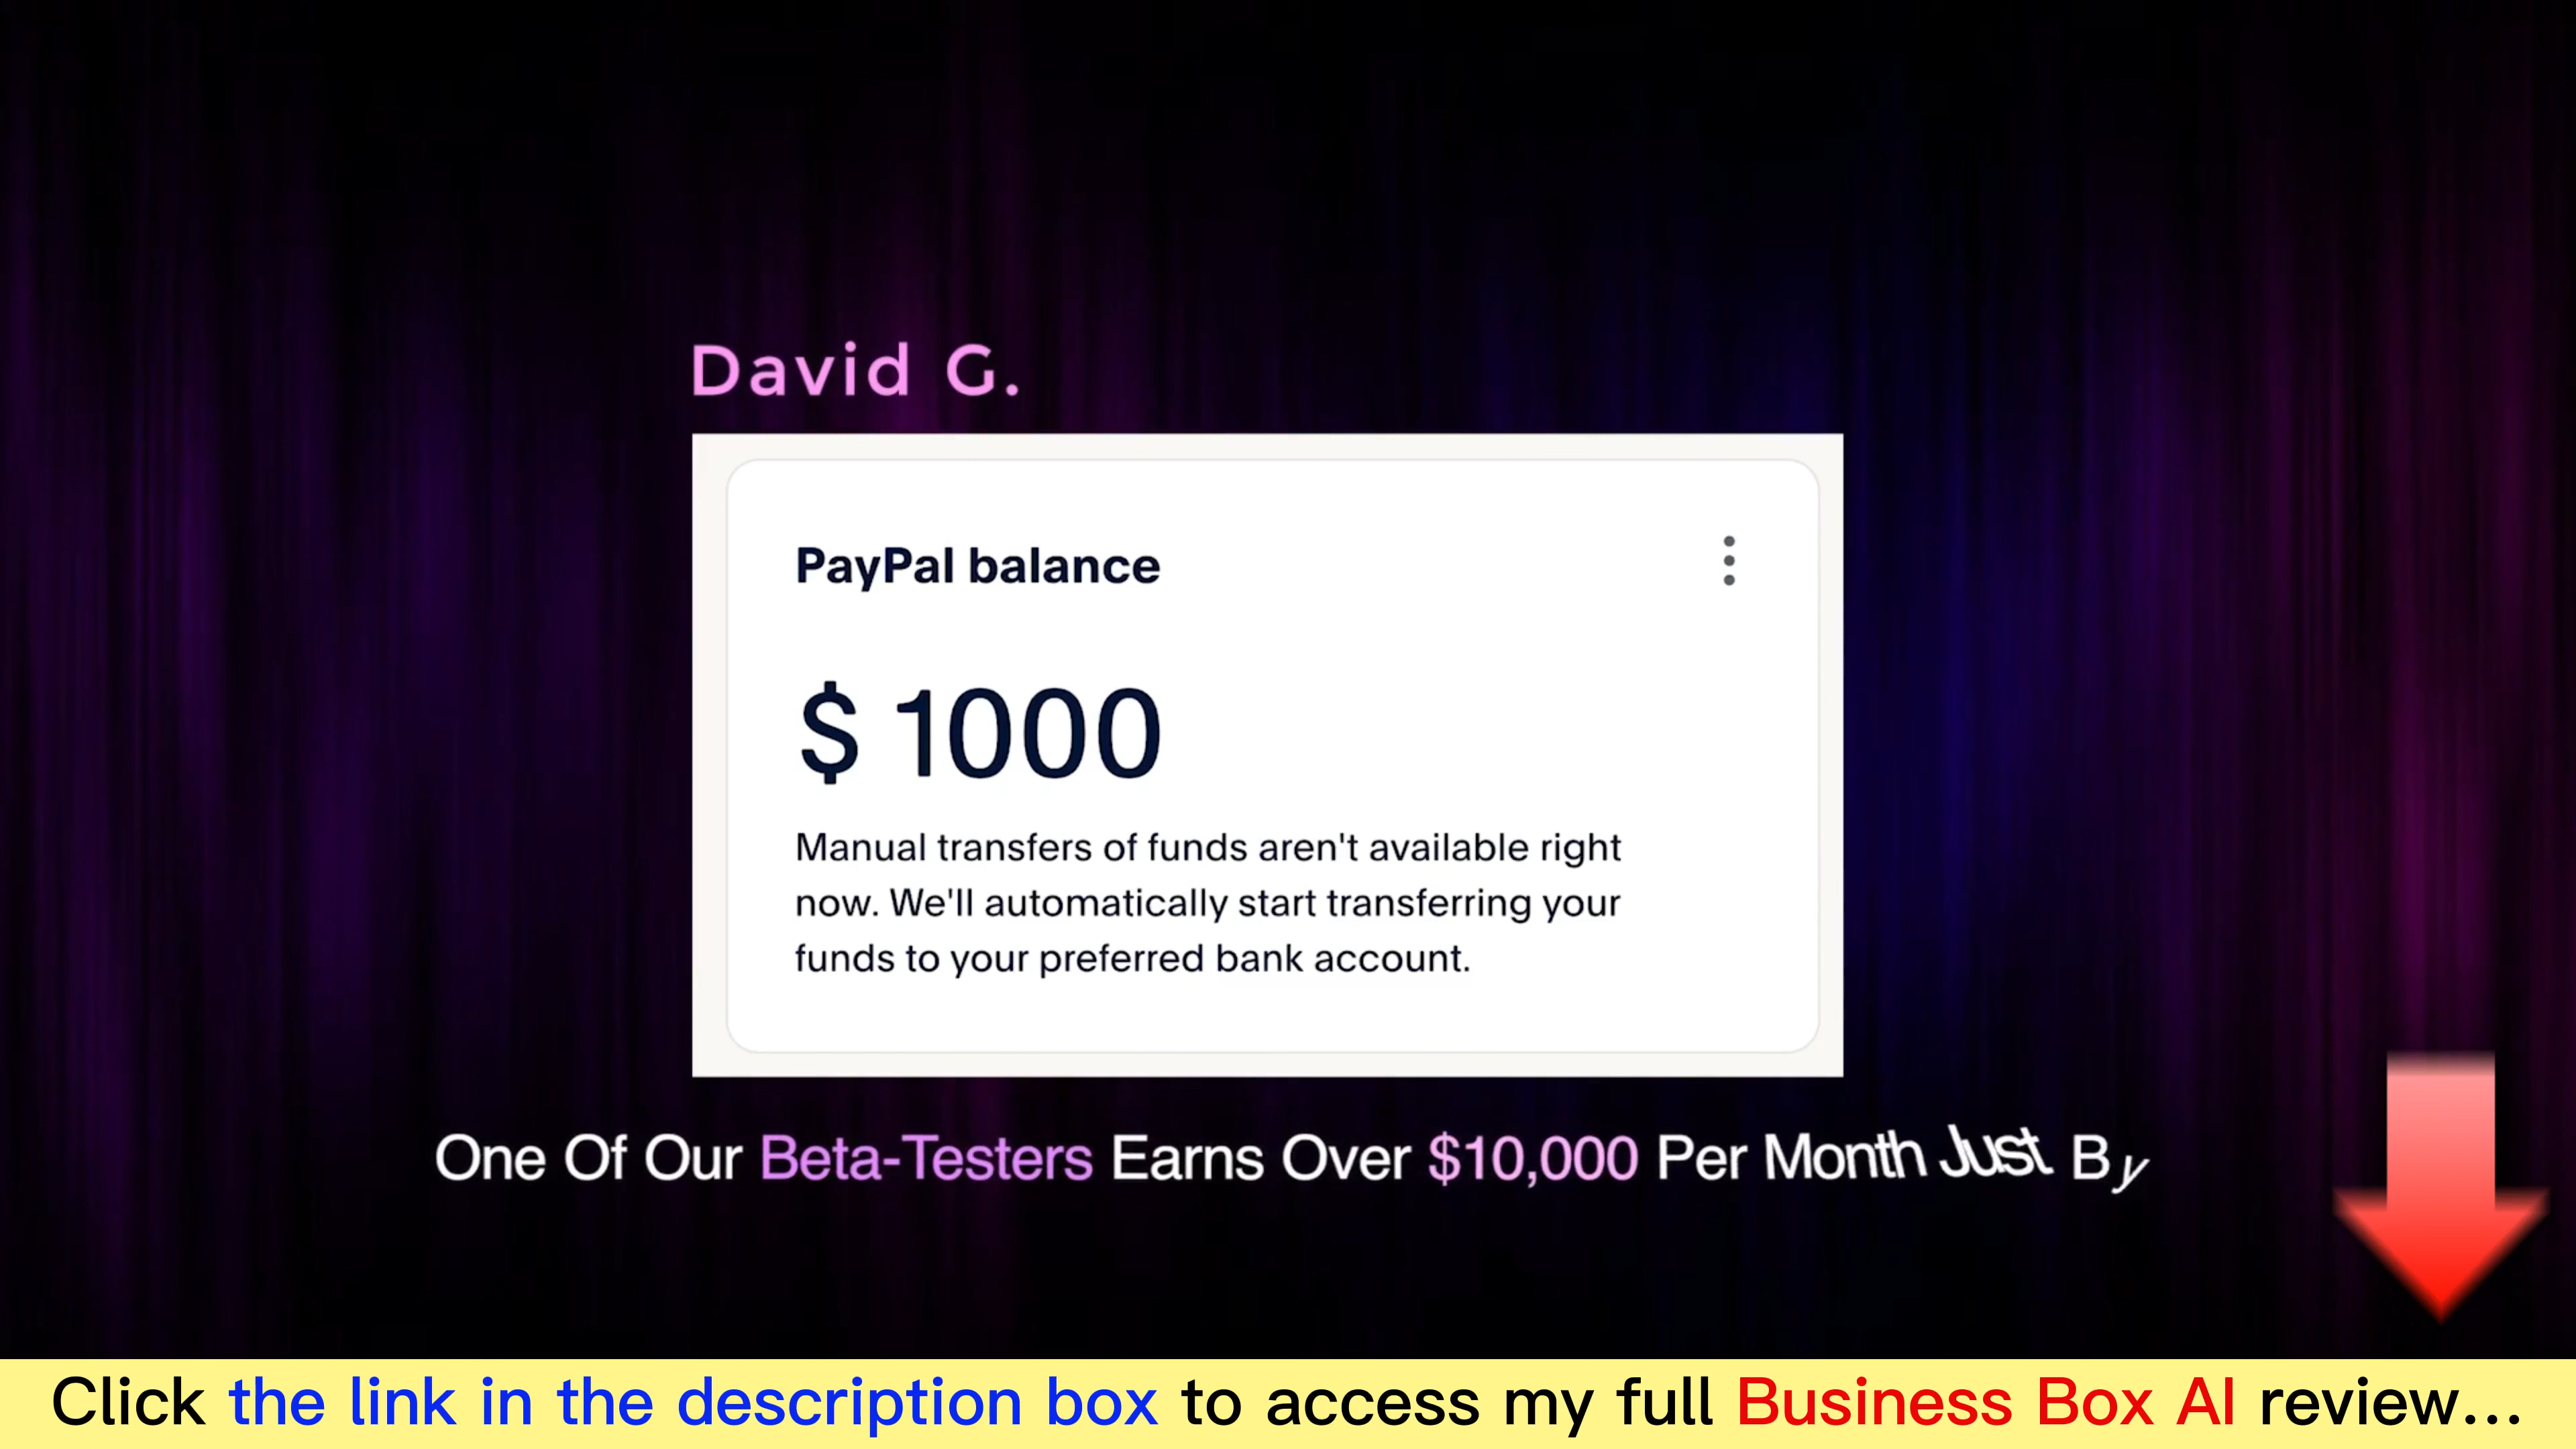 David G.
PayPal balance
$ 1000
Manual transfers of funds aren't available right
now. We'll automatically start transferring your
funds to your preferred bank account.
One Of Our Beta-Testers Earns Over $10,000 Per Month Just By
Click the link in the description box to access my full Business Box AI review...